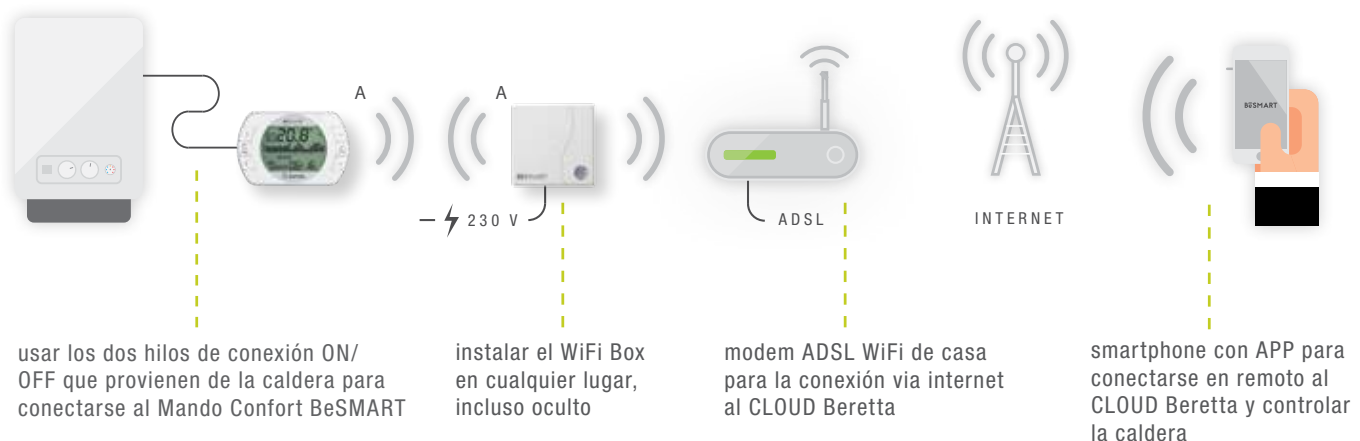 A
A
20.8
BeSMART
BeSMART
230 V
ADSL
INTERNET
usar los dos hilos de conexión ON/
OFF que provienen de la caldera para
conectarse al Mando Confort BeSMART
instalar el WiFi Box
en cualquier lugar,
incluso oculto
modem ADSL WiFi de casa
para la conexión via internet
al CLOUD Beretta
smartphone con APP para
conectarse en remoto al
CLOUD Beretta y controlar
la caldera